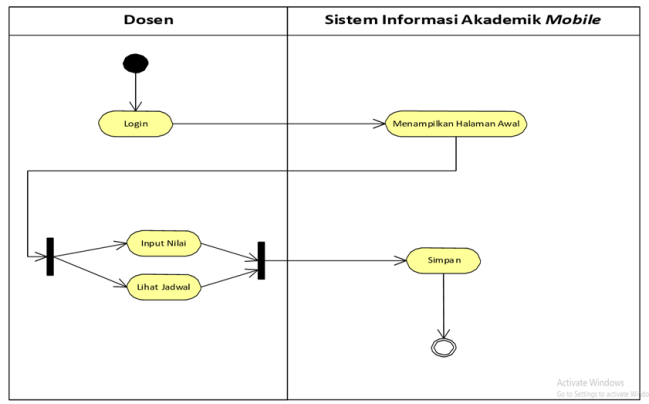 Dosen
Sistem Informasi Akademik Mobile
Login
Menampilkan Halaman Awal
Input Nilai
Lihat Jadwal
Simpan
Activate Windows
Go to Settings to activate Windo